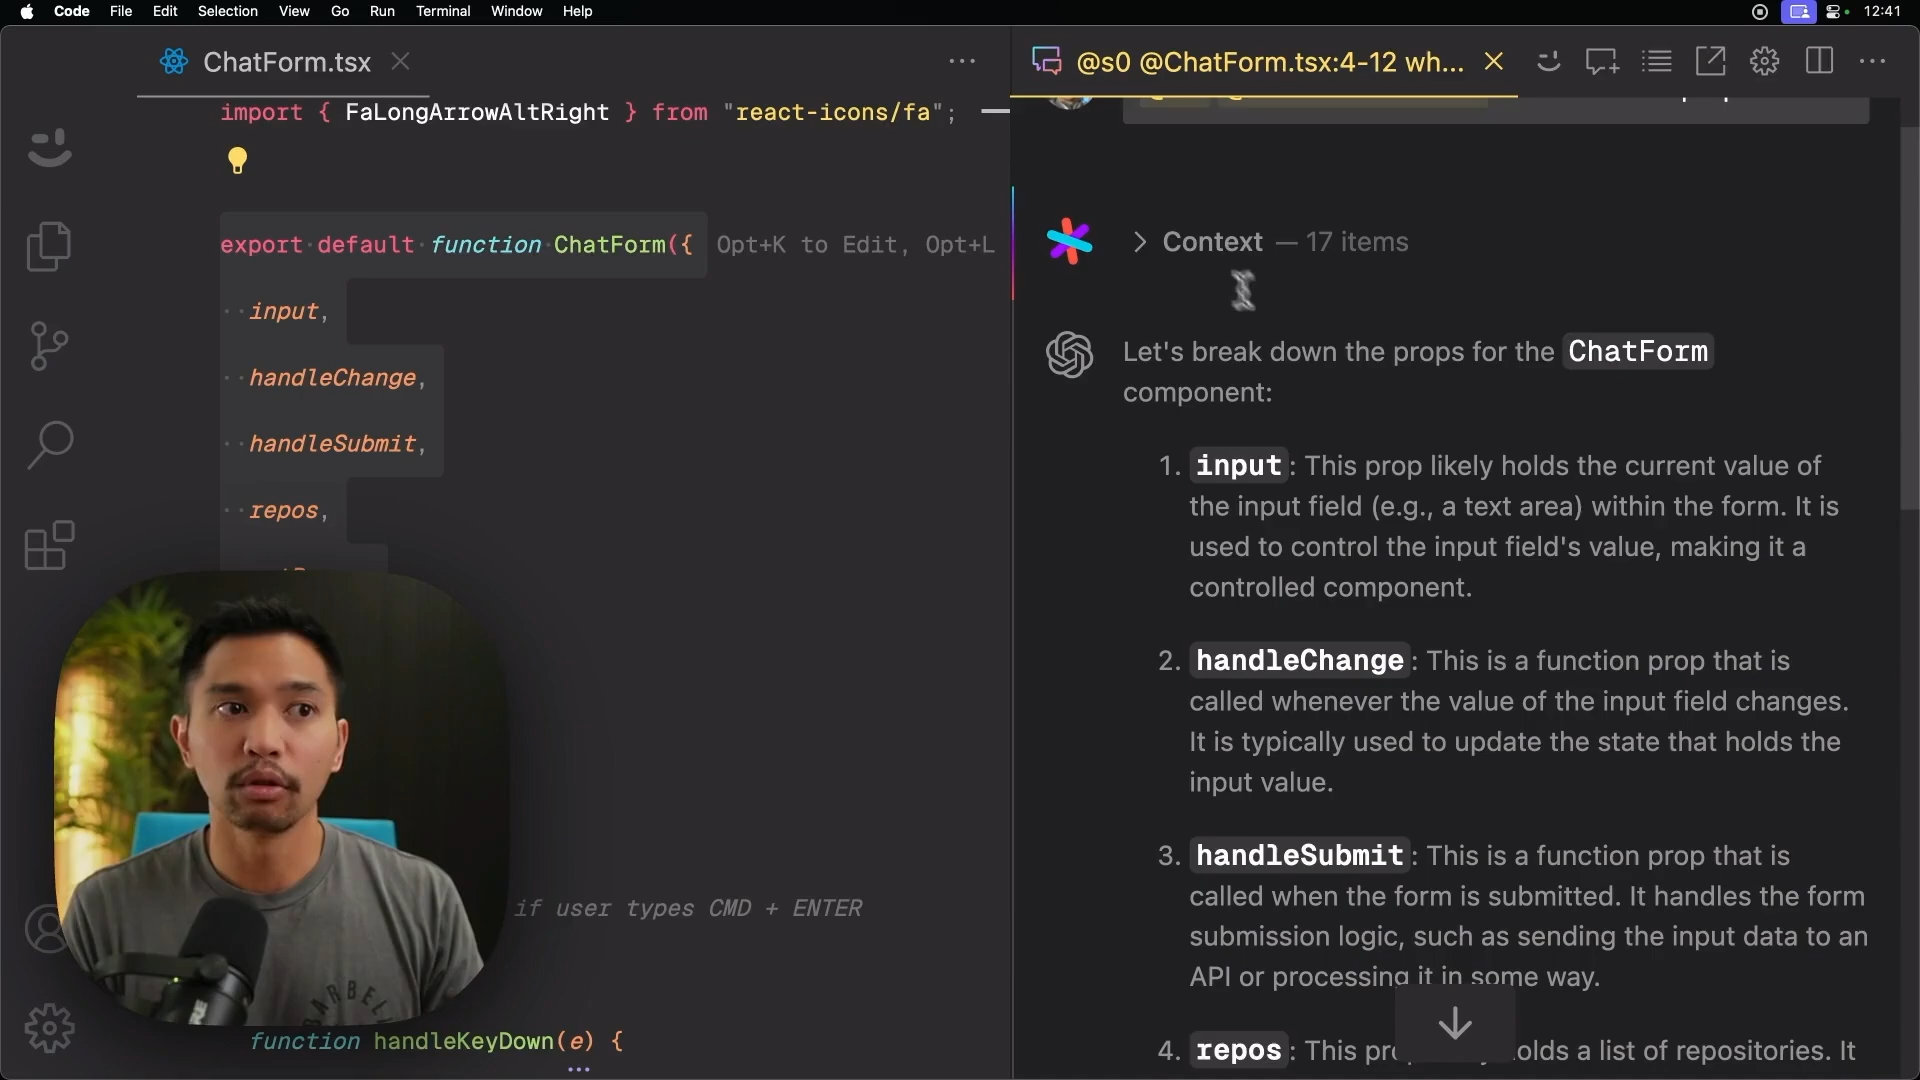 Code File Edit Selection View Go Run Terminal Window Help 12:41
ChatForm.tsx
import { FaLongArrowAltRight } from "react-icons/fa";
export default function ChatForm({ Opt+K to Edit, Opt+L
input,
handleChange,
handleSubmit,
repos,
if user types CMD + ENTER
function handleKeyDown(e) {
@s0 @ChatForm.tsx:4-12 wh...
Context — 17 items
Let's break down the props for the ChatForm
component:
1. input: This prop likely holds the current value of
the input field (e.g., a text area) within the form. It is
used to control the input field's value, making it a
controlled component.
2. handleChange: This is a function prop that is
called whenever the value of the input field changes.
It is typically used to update the state that holds the
input value.
3. handleSubmit: This is a function prop that is
called when the form is submitted. It handles the form
submission logic, such as sending the input data to an
API or processing it in some way.
4. repos: This a list of repositories. It